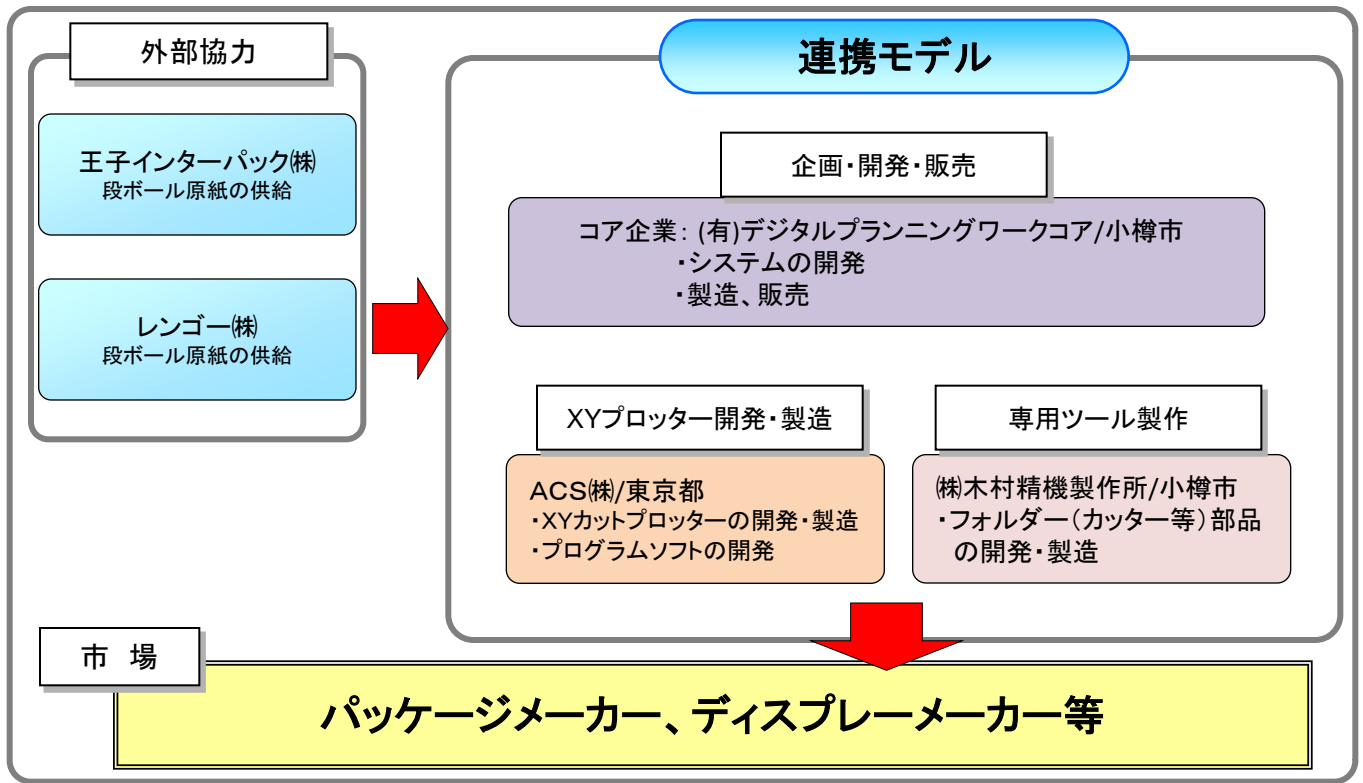 外部協力
王子インターパック㈱
段ボール原紙の供給
レンゴー㈱
段ボール原紙の供給
連携モデル
企画・開発・販売
コア企業： (有)デジタルプランニングワークコア/小樽市
・システムの開発
・製造、販売
XYプロッター開発・製造
ACS㈱/東京都
・XYカットプロッターの開発・製造
・プログラムソフトの開発
専用ツール製作
㈱木村精機製作所/小樽市
・フォルダー（カッター等）部品
の開発・製造
市　場
パッケージメーカー、ディスプレーメーカー等